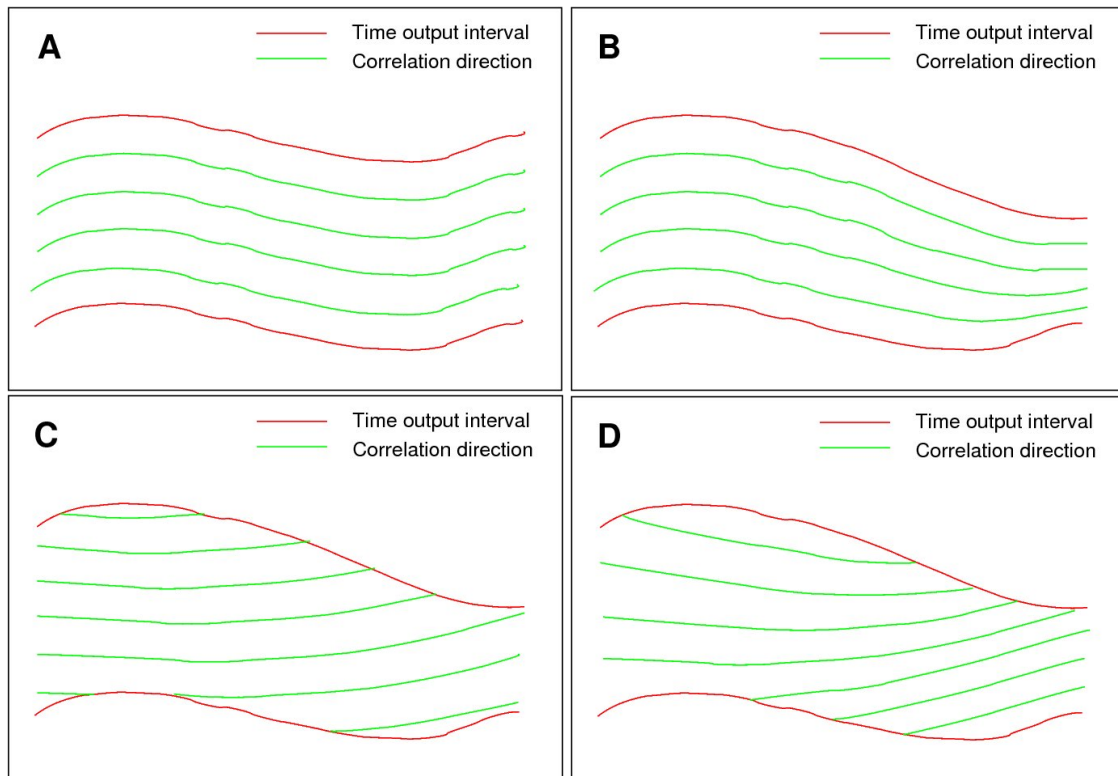 A
Time output interval
Correlation direction
B
Time output interval
Correlation direction
C
Time output interval
Correlation direction
D
Time output interval
Correlation direction